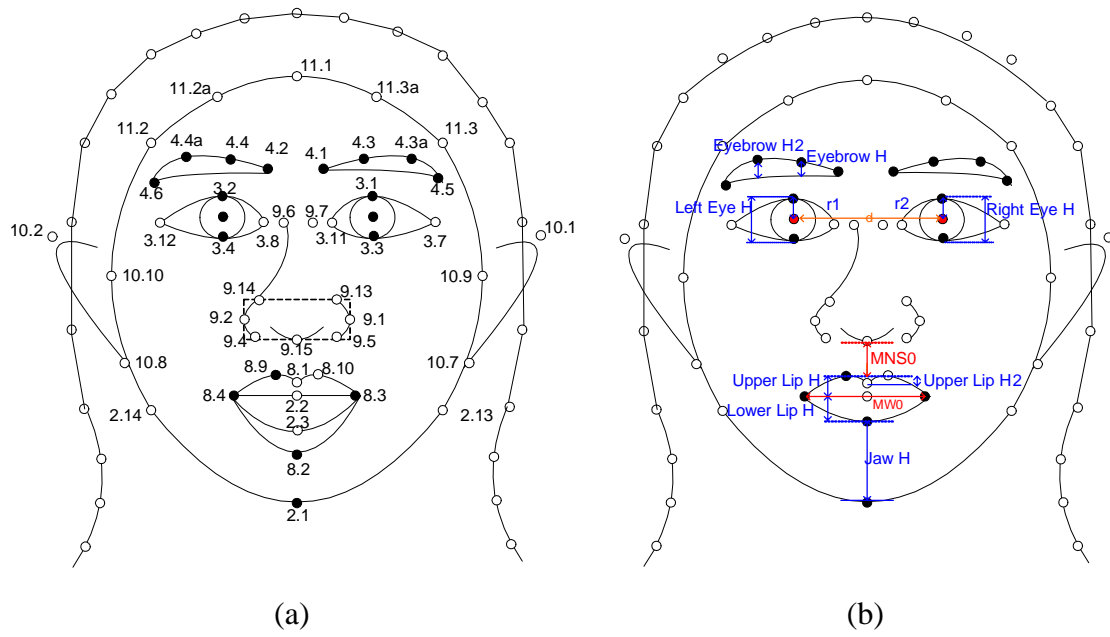 11.1
11.2a
11.3a
11.2
11.3
4.4a
4.4
4.2
4.1
4.3
4.3a
4.6
4.5
3.2
3.1
9.6
9.7
3.12
3.8
3.11
3.7
3.4
3.3
10.2
10.1
10.10
10.9
9.14
9.13
9.2
9.1
9.4
9.15
9.5
10.8
10.7
8.9
8.1
8.10
8.4
8.3
2.2
2.3
2.14
2.13
8.2
2.1
(a)
Eyebrow H2
Eyebrow H
Left Eye H
r1
d
r2
Right Eye H
MNS0
Upper Lip H
Upper Lip H2
Lower Lip H
MW0
Jaw H
(b)